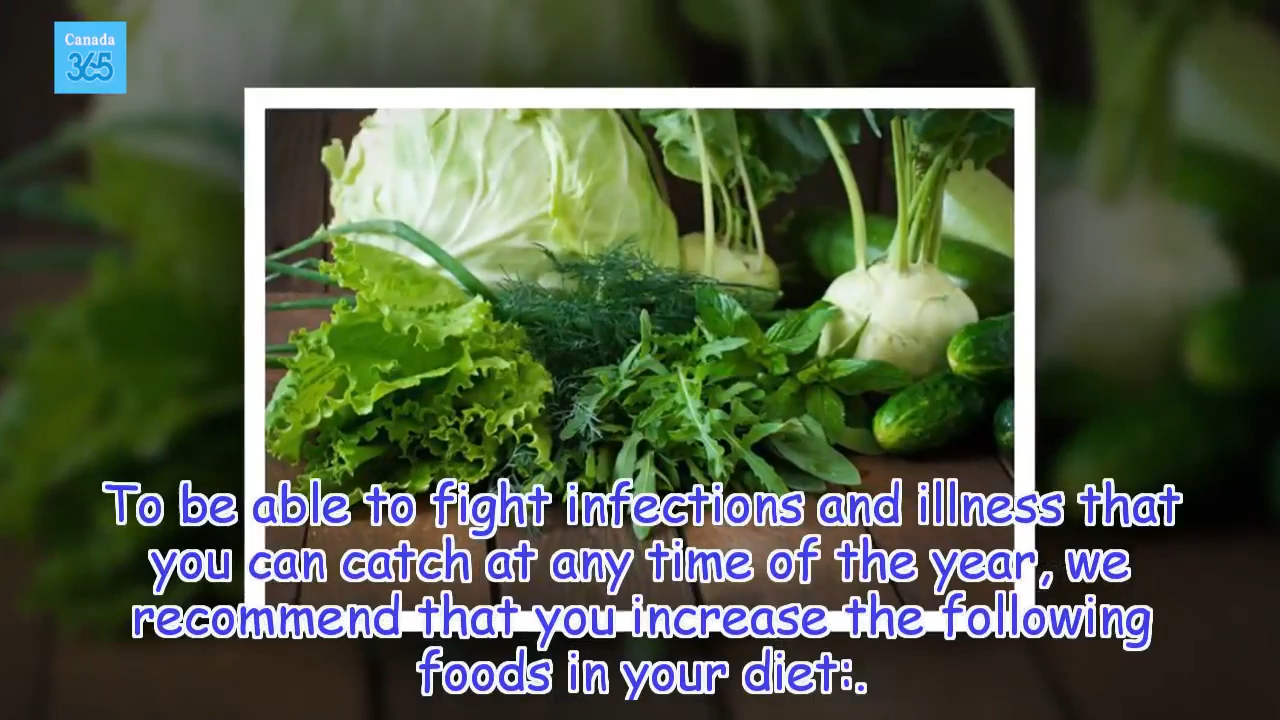 Canada
365
To be able to fight infections and illness that
you can catch at any time of the year, we
recommend that you increase the following
foods in your diet:.